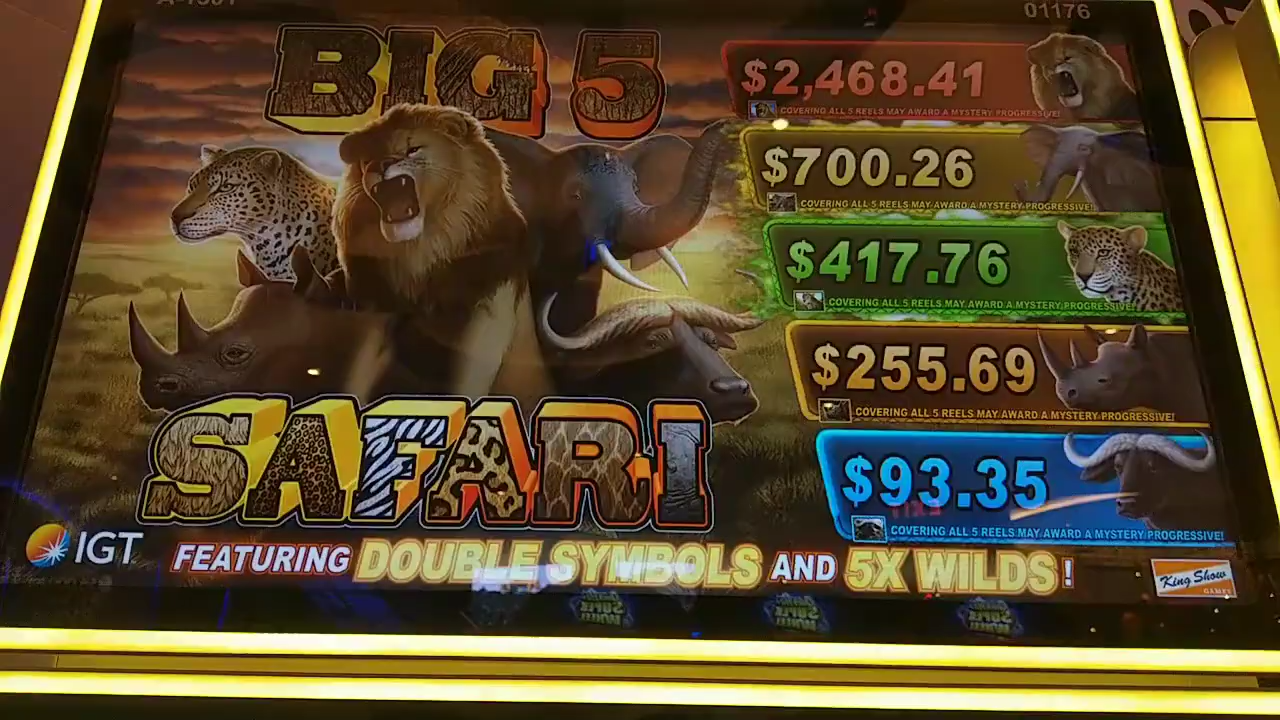 01176
BIG 5
SAFARI
$2,468.41
COVERING ALL 5 REELS MAY AWARD A MYSTERY PROGRESSIVE!
$700.26
COVERING ALL 5 REELS MAY AWARD A MYSTERY PROGRESSIVE!
$417.76
COVERING ALL 5 REELS MAY AWARD A MYSTERY PROGRESSIVE!
$255.69
COVERING ALL 5 REELS MAY AWARD A MYSTERY PROGRESSIVE!
$93.35
COVERING ALL 5 REELS MAY AWARD A MYSTERY PROGRESSIVE!
IGT
FEATURING DOUBLE SYMBOLS AND 5X WILDS!
King Show
GAMES